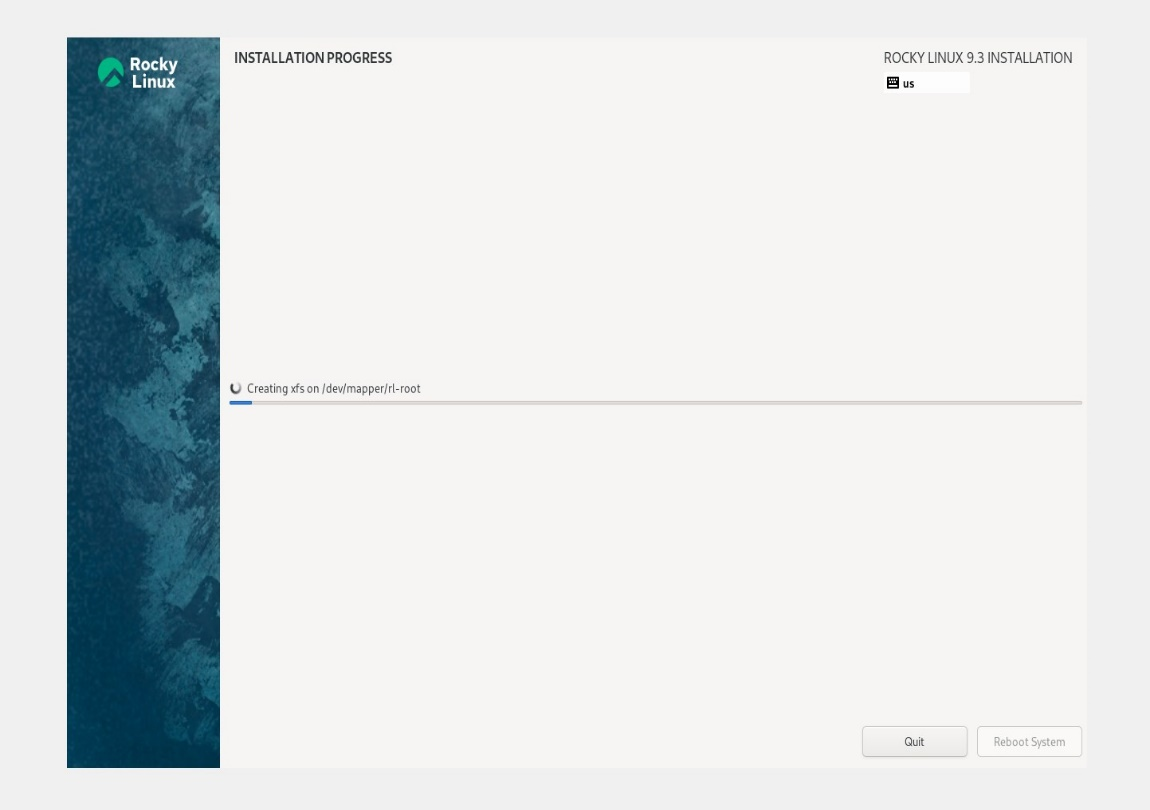 Rocky
Linux
INSTALLATION PROGRESS
ROCKY LINUX 9.3 INSTALLATION
us
Creating xfs on /dev/mapper/rl-root
Quit
Reboot System